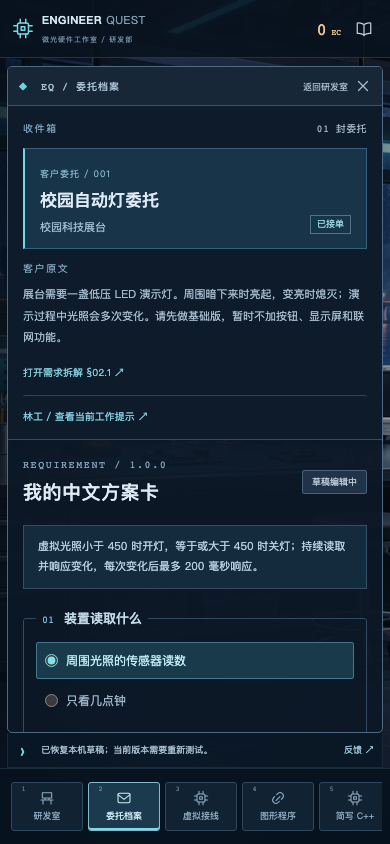 ENGINEER QUEST
微光硬件工作室 / 研发部
0 EC
EQ / 委托档案
返回研发室
收件箱
01 封委托
客户委托 / 001
校园自动灯委托
校园科技展台
已接单
客户原文
展台需要一盏低压 LED 演示灯。周围暗下来时亮起，变亮时熄灭；演
示过程中光照会多次变化。请先做基础版，暂时不加按钮、显示屏和联
网功能。
打开需求拆解 §02.1 ↗
林工 / 查看当前工作提示 ↗
REQUIREMENT / 1.0.0
我的中文方案卡
草稿编辑中
虚拟光照小于 450 时开灯，等于或大于 450 时关灯；持续读取
并响应变化，每次变化后最多 200 毫秒响应。
01 装置读取什么
周围光照的传感器读数
只看几点钟
已恢复本机草稿；当前版本需要重新测试。
反馈 ↗
1 研发室
2 委托档案
3 虚拟接线
4 图形程序
5 简写 C++